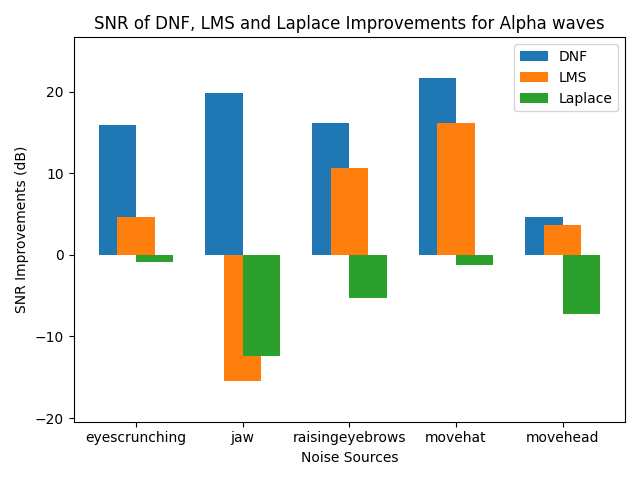 SNR of DNF, LMS and Laplace Improvements for Alpha waves
DNF
LMS
Laplace
SNR Improvements (dB)
20
10
0
−10
−20
eyescrunching jaw raisingeyebrows movehat movehead
Noise Sources